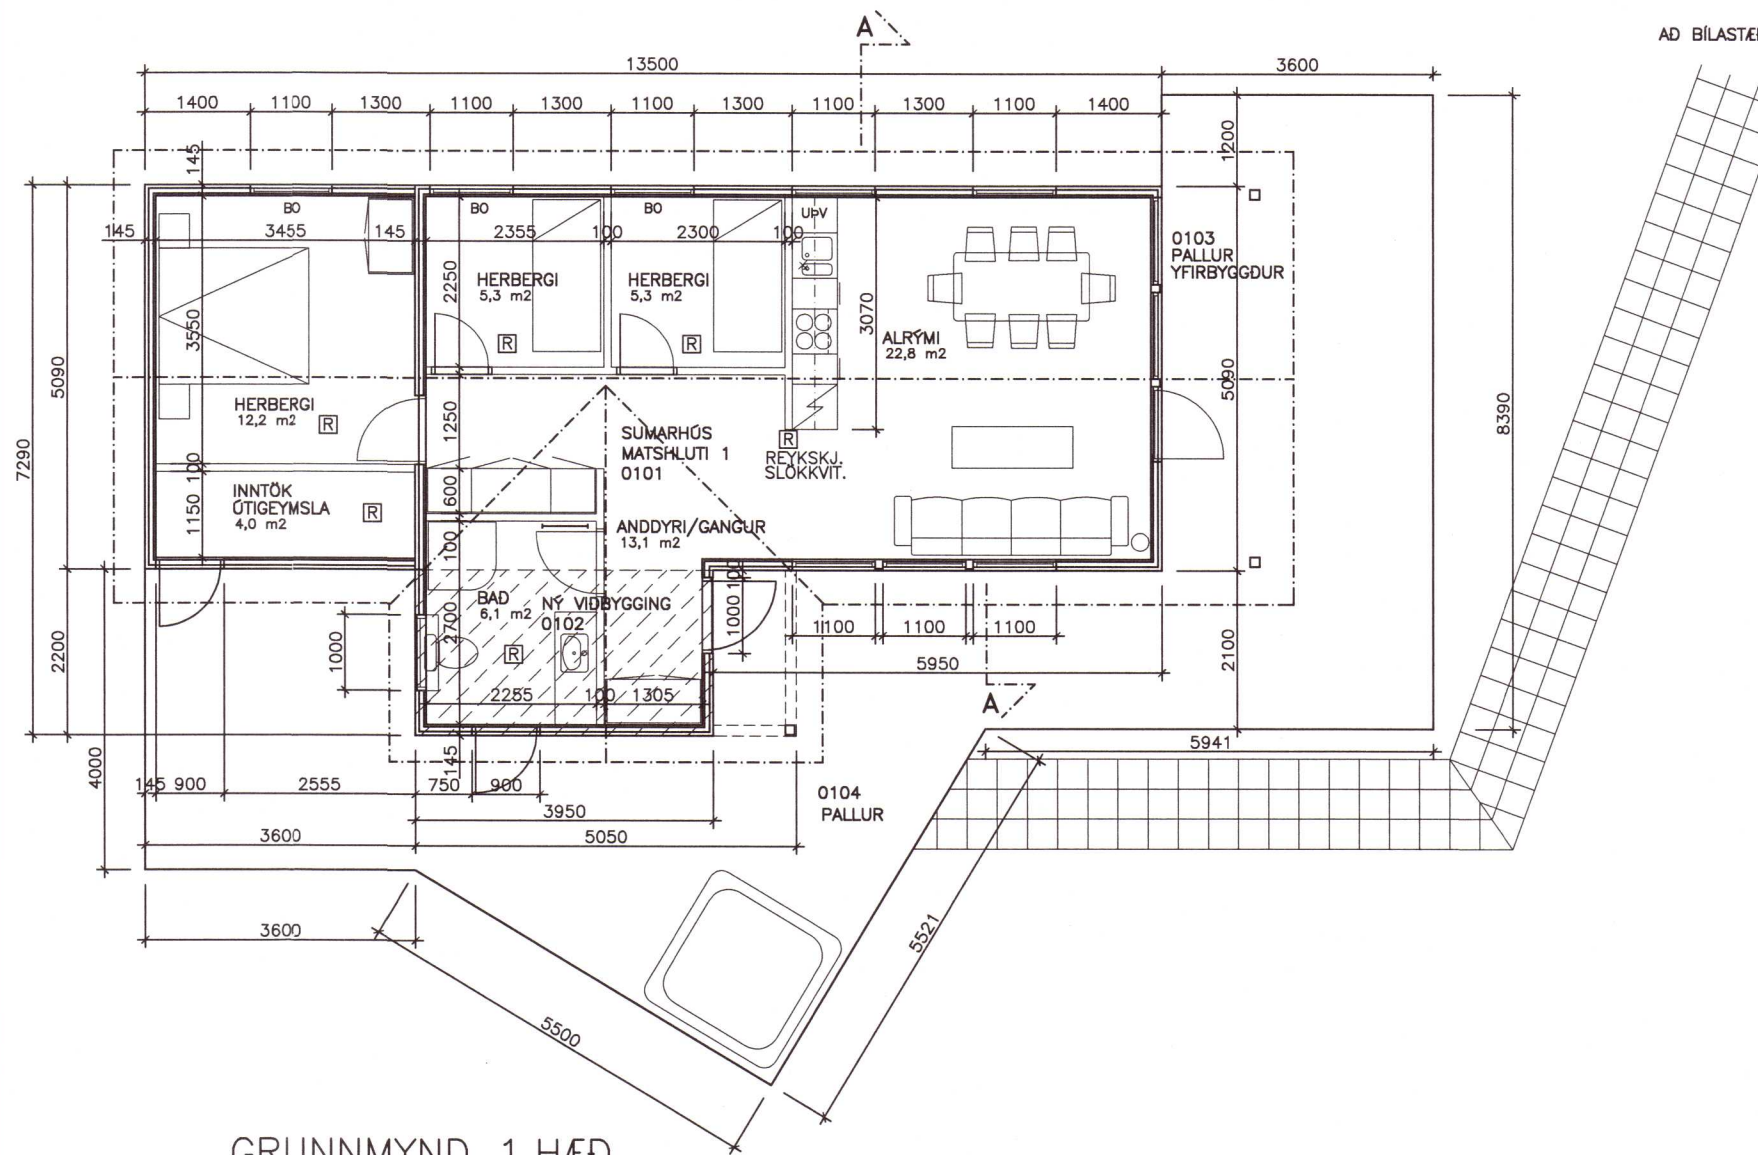 A
AÐ BÍLASTÆ
13500
3600
1400 1100 1300 1100 1300 1100 1300 1100 1300 1100 1400
145
1200
BO
BO
BO
UÞV
145 3455 145 2355 100 2300 100
0103
PALLUR
YFIRBYGGÐUR
HERBERGI
5,3 m2
HERBERGI
5,3 m2
2250
3550
3070
ALRÝMI
22,8 m2
R
R
5090
5090
8390
7290
HERBERGI
12,2 m2
R
1250
SUMARHÚS
MATSHLUTI 1
0101
R
REYKSKJ.
SLÖKKVIT.
100
600
INNTÖK
ÚTIGEYMSLA
4,0 m2
R
1150
ANDDYRI/GANGUR
13,1 m2
100
100
BAÐ
6,1 m2
NÝ VIÐBYGGING
0102
R
2700
1000
1000
2200
1100 1100 1100
5950
2100
2255 100 1305
A
5941
145
4000
145 900 2555 750 900
0104
PALLUR
3950
3600 5050
3600
5521
5500
GRUNNMYND 1.HÆÐ